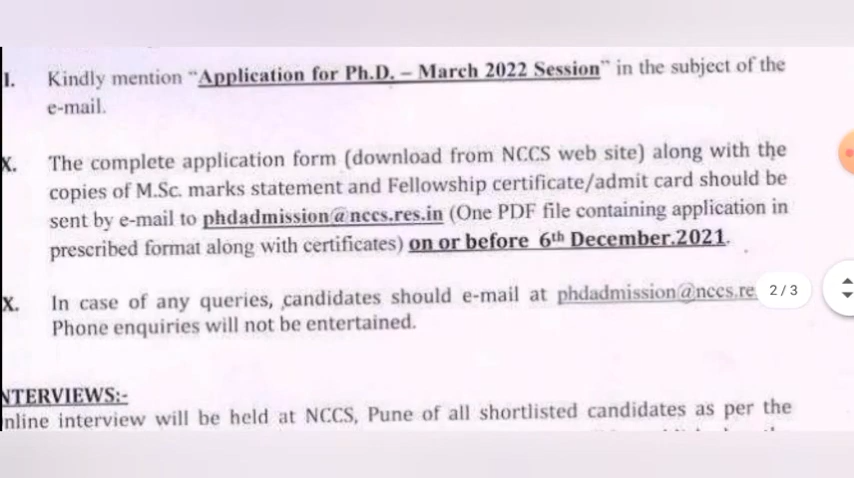 I. Kindly mention “Application for Ph.D. – March 2022 Session” in the subject of the
e-mail.
X. The complete application form (download from NCCS web site) along with the
copies of M.Sc. marks statement and Fellowship certificate/admit card should be
sent by e-mail to phdadmission@nccs.res.in (One PDF file containing application in
prescribed format along with certificates) on or before 6th December.2021.
X. In case of any queries, candidates should e-mail at phdadmission@nccs.re
2/3
Phone enquiries will not be entertained.
NTERVIEWS:-
nline interview will be held at NCCS, Pune of all shortlisted candidates as per the